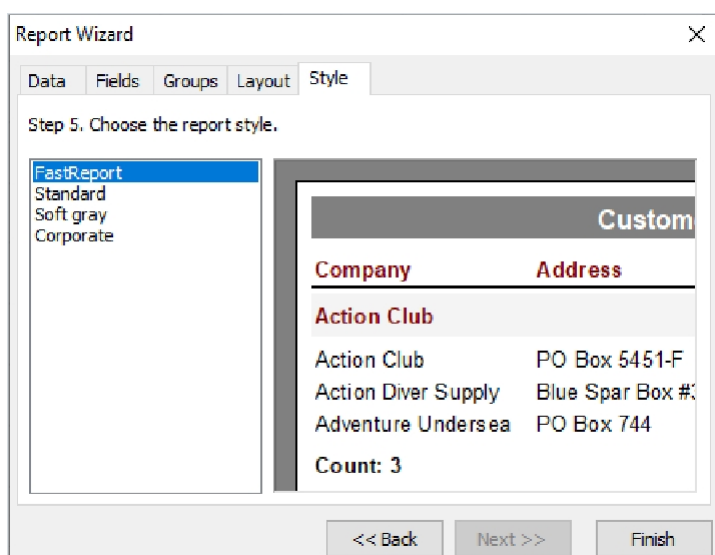 Report Wizard
Data Fields Groups Layout Style
Step 5. Choose the report style.
FastReport
Standard
Soft gray
Corporate
Custom
Company Address
Action Club
Action Club PO Box 5451-F
Action Diver Supply Blue Spar Box #3
Adventure Undersea PO Box 744
Count: 3
<< Back Next >> Finish